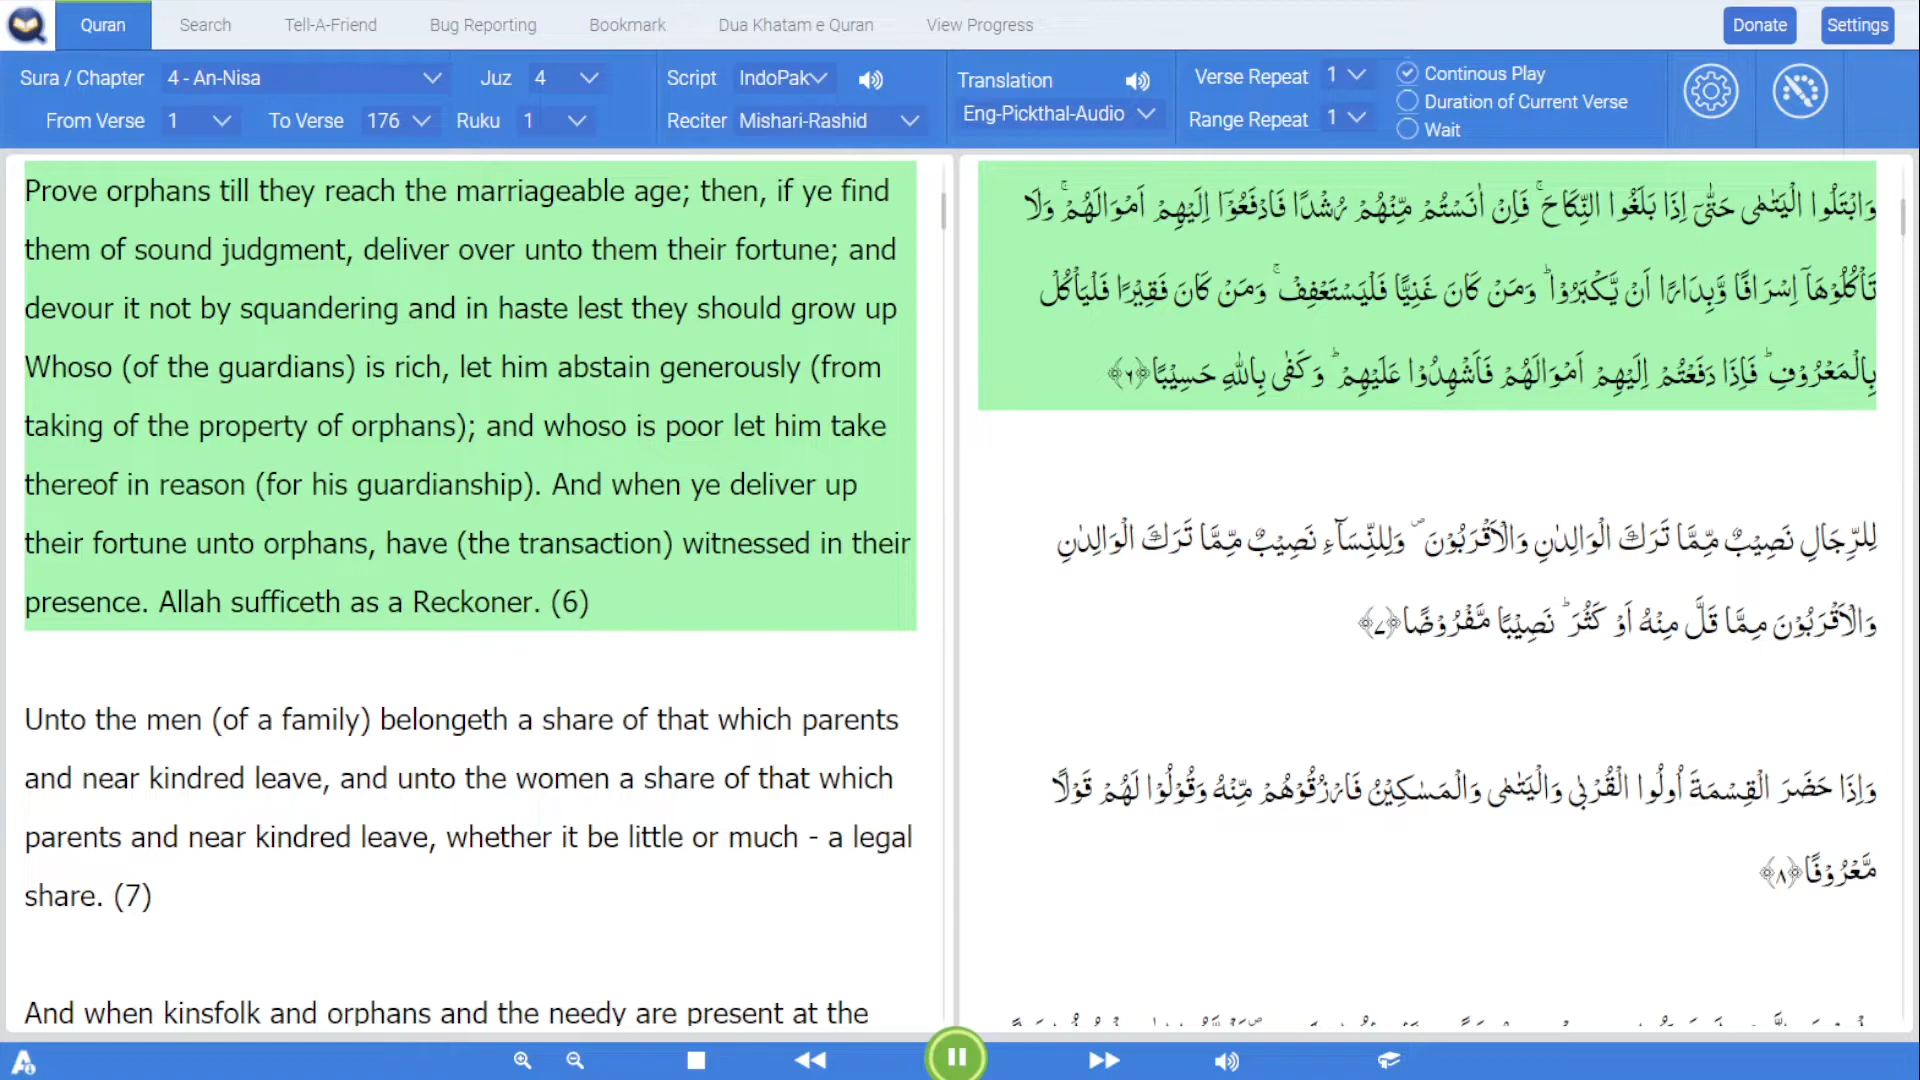 Quran Search Tell-A-Friend Bug Reporting Bookmark Dua Khatam e Quran View Progress Donate Settings
Sura / Chapter 4 - An-Nisa Juz 4 Script IndoPak Translation Verse Repeat 1 Continous Play
Duration of Current Verse
From Verse 1 To Verse 176 Ruku 1 Reciter Mishari-Rashid Eng-Pickthal-Audio Range Repeat 1 Wait
Prove orphans till they reach the marriageable age; then, if ye find
them of sound judgment, deliver over unto them their fortune; and
devour it not by squandering and in haste lest they should grow up
Whoso (of the guardians) is rich, let him abstain generously (from
taking of the property of orphans); and whoso is poor let him take
thereof in reason (for his guardianship). And when ye deliver up
their fortune unto orphans, have (the transaction) witnessed in their
presence. Allah sufficeth as a Reckoner. (6)
Unto the men (of a family) belongeth a share of that which parents
and near kindred leave, and unto the women a share of that which
parents and near kindred leave, whether it be little or much - a legal
share. (7)
And when kinsfolk and orphans and the needy are present at the
وَابْتَلُوا الْيَتٰمٰى حَتّٰىٓ اِذَا بَلَغُوا النِّكَاحَ ۚ فَاِنْ اٰنَسْتُمْ مِّنْهُمْ رُشْدًا فَادْفَعُوْٓا اِلَيْهِمْ اَمْوَالَهُمْ ۚ وَلَا
تَاْكُلُوْهَاۤ اِسْرَافًا وَّبِدَارًا اَنْ يَّكْبَرُوْا ؕ وَمَنْ كَانَ غَنِيًّا فَلْيَسْتَعْفِفْ ۚ وَمَنْ كَانَ فَقِيْرًا فَلْيَاْكُلْ
بِالْمَعْرُوْفِ ؕ فَاِذَا دَفَعْتُمْ اِلَيْهِمْ اَمْوَالَهُمْ فَاَشْهِدُوْا عَلَيْهِمْ ؕ وَكَفٰى بِاللّٰهِ حَسِيْبًا ﴿۶﴾
لِلرِّجَالِ نَصِيْبٌ مِّمَّا تَرَكَ الْوَالِدٰنِ وَالْاَقْرَبُوْنَ ۖ وَلِلنِّسَآءِ نَصِيْبٌ مِّمَّا تَرَكَ الْوَالِدٰنِ
وَالْاَقْرَبُوْنَ مِمَّا قَلَّ مِنْهُ اَوْ كَثُرَ ؕ نَصِيْبًا مَّفْرُوْضًا ﴿۷﴾
وَاِذَا حَضَرَ الْقِسْمَةَ اُولُوا الْقُرْبٰى وَالْيَتٰمٰى وَالْمَسٰكِيْنُ فَارْزُقُوْهُمْ مِّنْهُ وَقُوْلُوْا لَهُمْ قَوْلًا
مَّعْرُوْفًا ﴿۸﴾